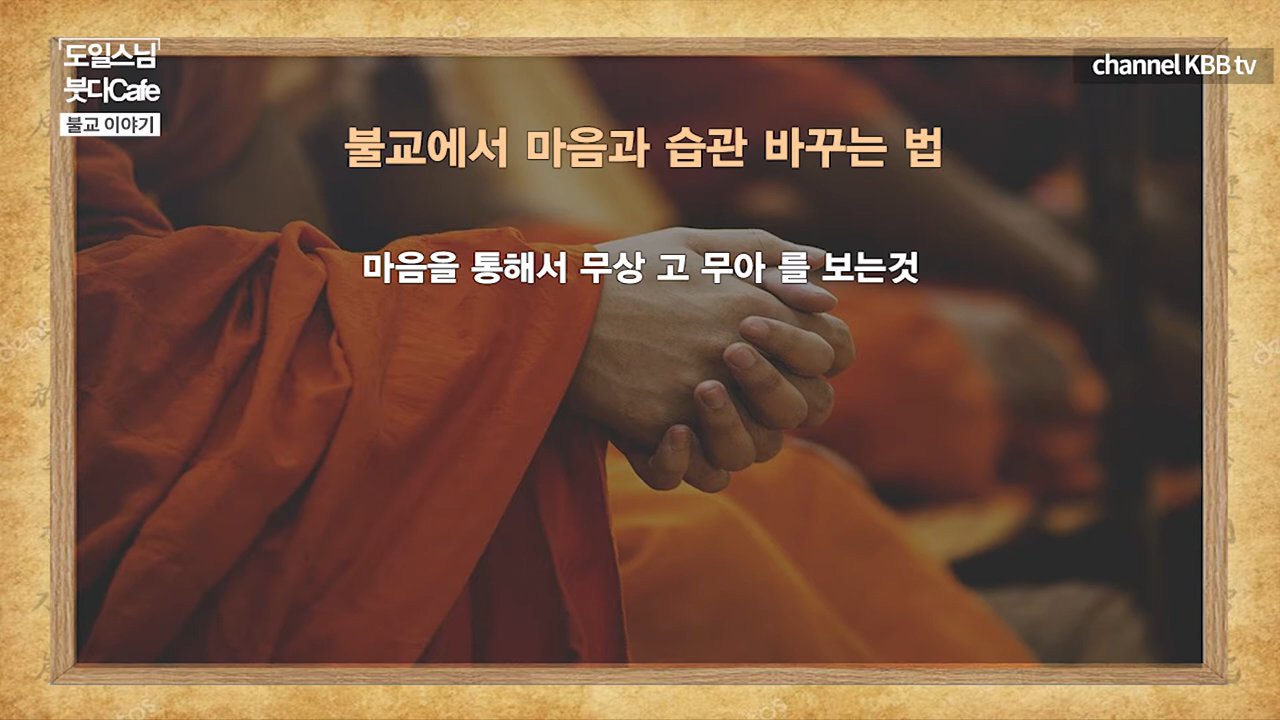 도일스님
붓다Cafe
불교 이야기
channel KBB tv
불교에서 마음과 습관 바꾸는 법
마음을 통해서 무상 고 무아 를 보는것